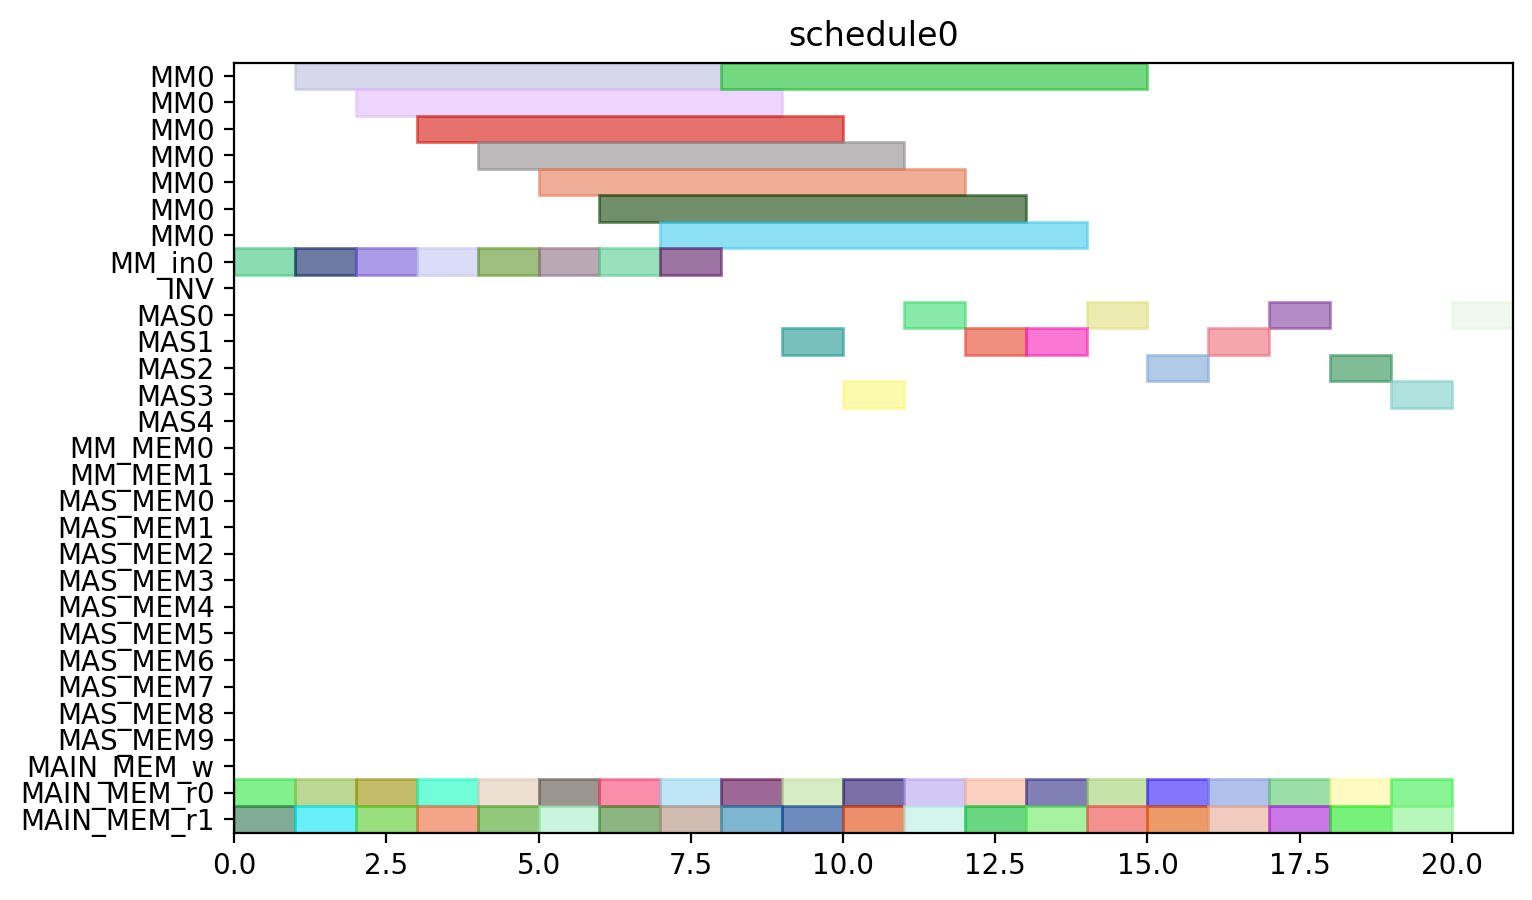 schedule0
MM0
MM0
MM0
MM0
MM0
MM0
MM0
MM_in0
INV
MAS0
MAS1
MAS2
MAS3
MAS4
MM_MEM0
MM_MEM1
MAS_MEM0
MAS_MEM1
MAS_MEM2
MAS_MEM3
MAS_MEM4
MAS_MEM5
MAS_MEM6
MAS_MEM7
MAS_MEM8
MAS_MEM9
MAIN_MEM_w
MAIN_MEM_r0
MAIN_MEM_r1
0.0 2.5 5.0 7.5 10.0 12.5 15.0 17.5 20.0